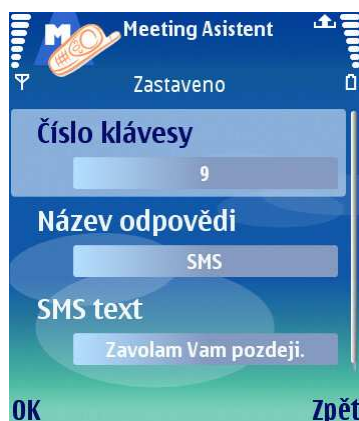 M
Meeting Asistent
Zastaveno
Číslo klávesy
9
Název odpovědi
SMS
SMS text
Zavolam Vam pozdeji.
OK Zpět